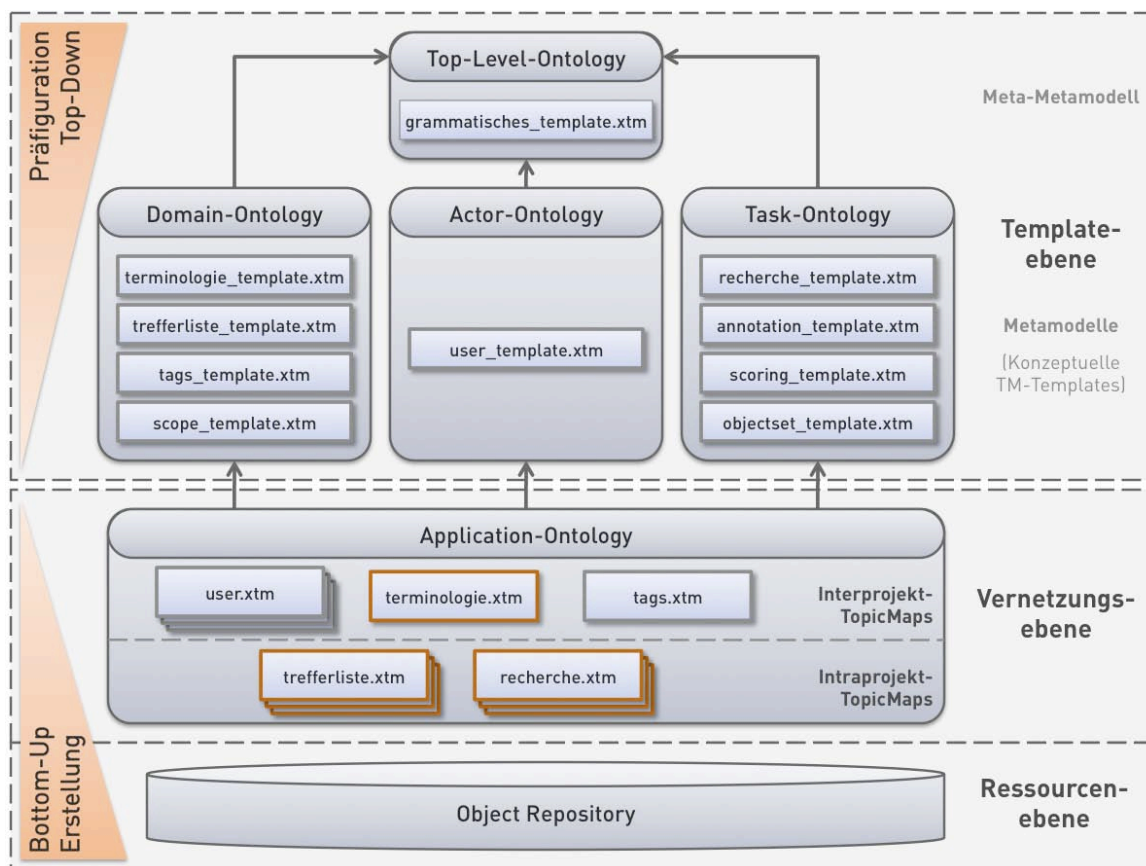 Präfiguration
Top-Down
Top-Level-Ontology
grammatisches_template.xtm
Meta-Metamodell
Domain-Ontology
terminologie_template.xtm
trefferliste_template.xtm
tags_template.xtm
scope_template.xtm
Actor-Ontology
user_template.xtm
Task-Ontology
recherche_template.xtm
annotation_template.xtm
scoring_template.xtm
objectset_template.xtm
Template-
ebene
Metamodelle
(Konzeptuelle
TM-Templates)
Application-Ontology
user.xtm
terminologie.xtm
tags.xtm
Interprojekt-
TopicMaps
trefferliste.xtm
recherche.xtm
Intraprojekt-
TopicMaps
Vernetzungs-
ebene
Bottom-Up
Erstellung
Object Repository
Ressourcen-
ebene